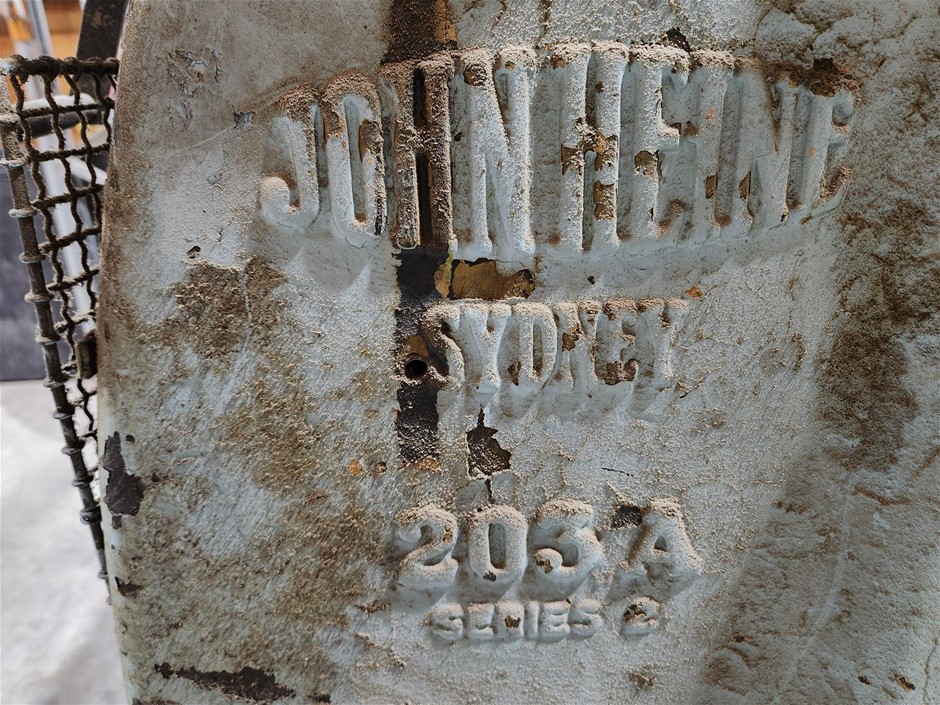 JOHN HEINE
SYDNEY
203A
SERIES 2